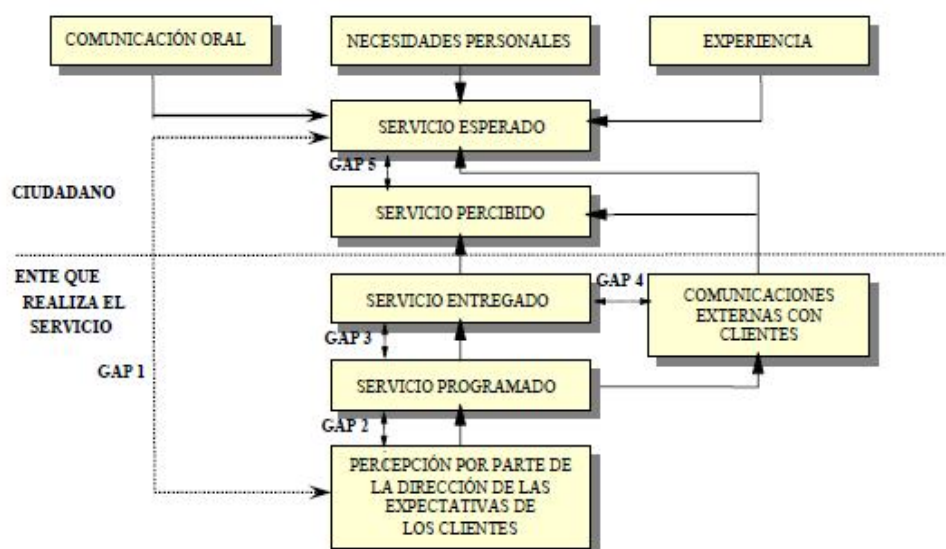 COMUNICACIÓN ORAL
NECESIDADES PERSONALES
EXPERIENCIA
SERVICIO ESPERADO
GAP 5
CIUDADANO
SERVICIO PERCIBIDO
ENTE QUE
REALIZA EL
SERVICIO
SERVICIO ENTREGADO
GAP 4
COMUNICACIONES
EXTERNAS CON
CLIENTES
GAP 3
GAP 1
SERVICIO PROGRAMADO
GAP 2
PERCEPCIÓN POR PARTE DE
LA DIRECCIÓN DE LAS
EXPECTATIVAS DE
LOS CLIENTES